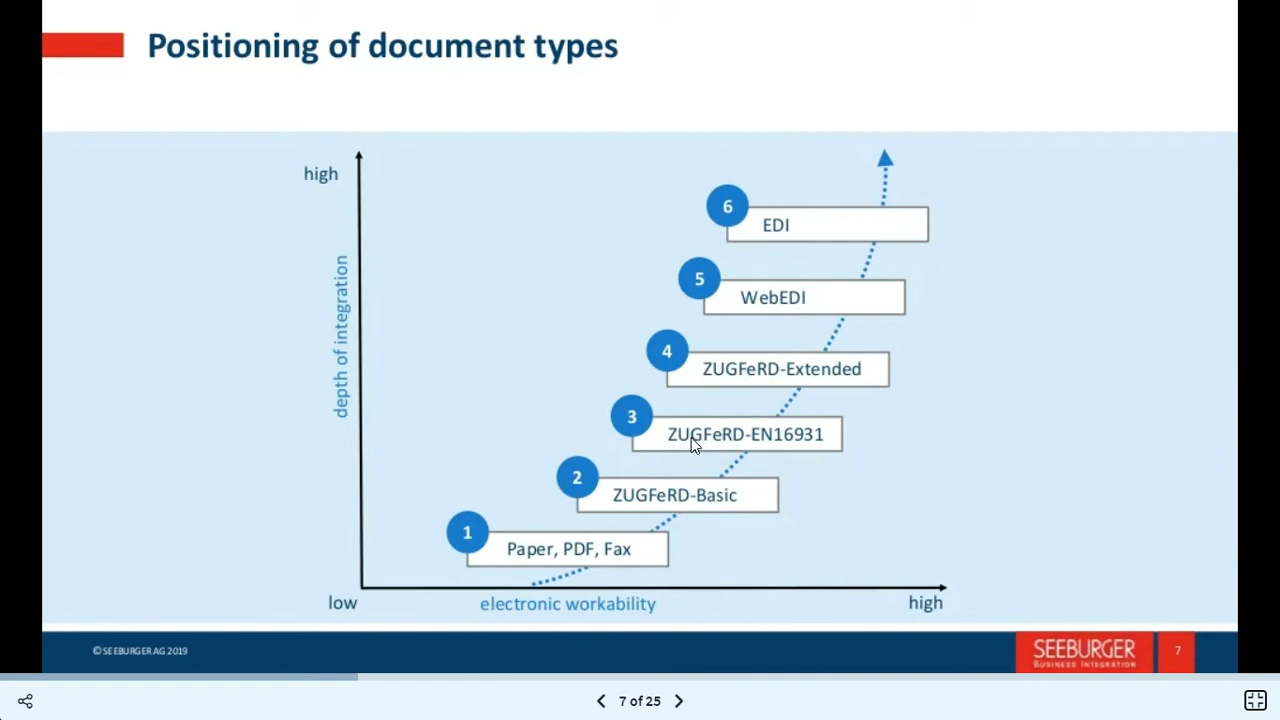 Positioning of document types
high
6
EDI
5
WebEDI
depth of integration
4
ZUGFeRD-Extended
3
ZUGFeRD-EN16931
2
ZUGFeRD-Basic
1
Paper, PDF, Fax
low
electronic workability
high
© SEEBURGER AG 2019
SEEBURGER
BUSINESS INTEGRATION
7
7 of 25